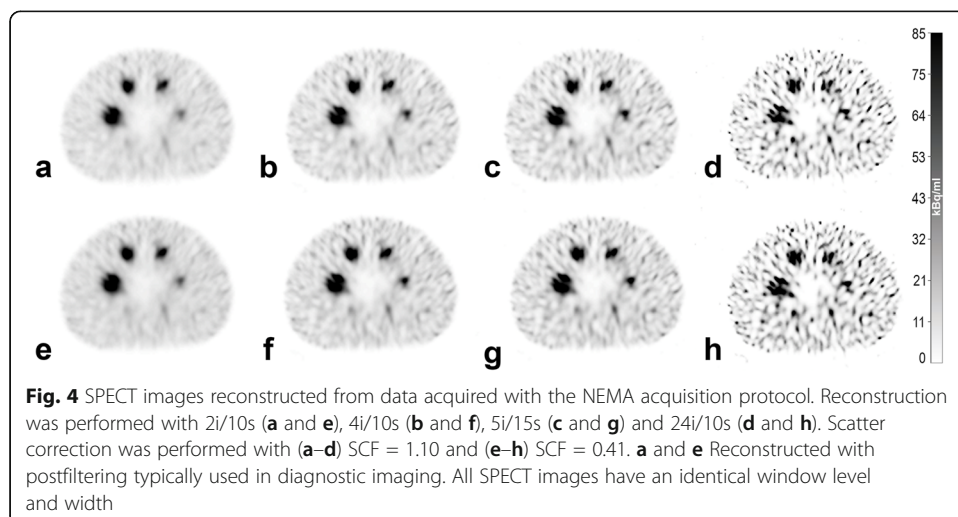 85
75
64
53
43
kBq/ml
32
21
11
0
a
b
c
d
e
f
g
h
Fig. 4 SPECT images reconstructed from data acquired with the NEMA acquisition protocol. Reconstruction
was performed with 2i/10s (a and e), 4i/10s (b and f), 5i/15s (c and g) and 24i/10s (d and h). Scatter
correction was performed with (a–d) SCF = 1.10 and (e–h) SCF = 0.41. a and e Reconstructed with
postfiltering typically used in diagnostic imaging. All SPECT images have an identical window level
and width